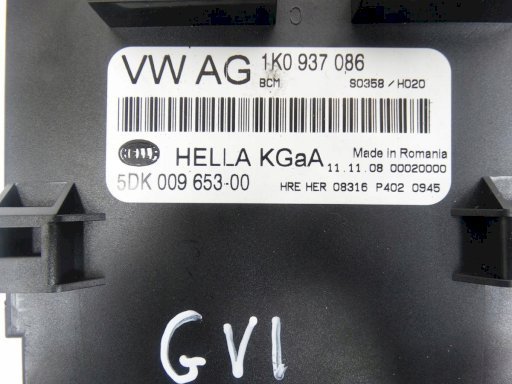 VW AG 1K0 937 086
BCM S0358 / H020
HELLA HELLA KGaA Made in Romania
11.11.08 00020000
5DK 009 653-00 HRE HER 08316 P402 0945
GVI